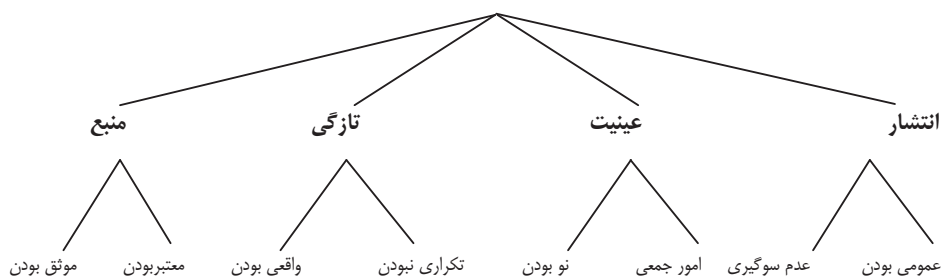 انتشار عینیت تازگی منبع
عمومی بودن عدم سوگیری امور جمعی نو بودن تکراری نبودن واقعی بودن معتبربودن موثق بودن